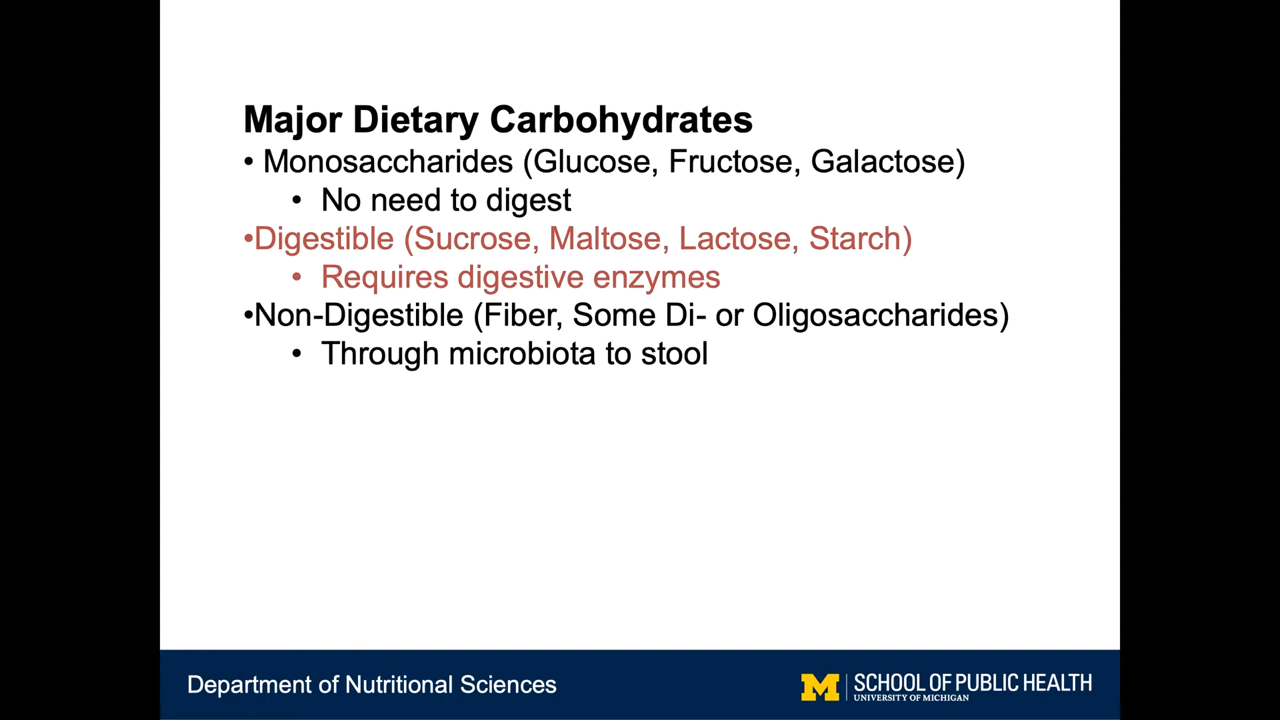 Major Dietary Carbohydrates
• Monosaccharides (Glucose, Fructose, Galactose)
• No need to digest
•Digestible (Sucrose, Maltose, Lactose, Starch)
• Requires digestive enzymes
•Non-Digestible (Fiber, Some Di- or Oligosaccharides)
• Through microbiota to stool
Department of Nutritional Sciences
M SCHOOL OF PUBLIC HEALTH
UNIVERSITY OF MICHIGAN